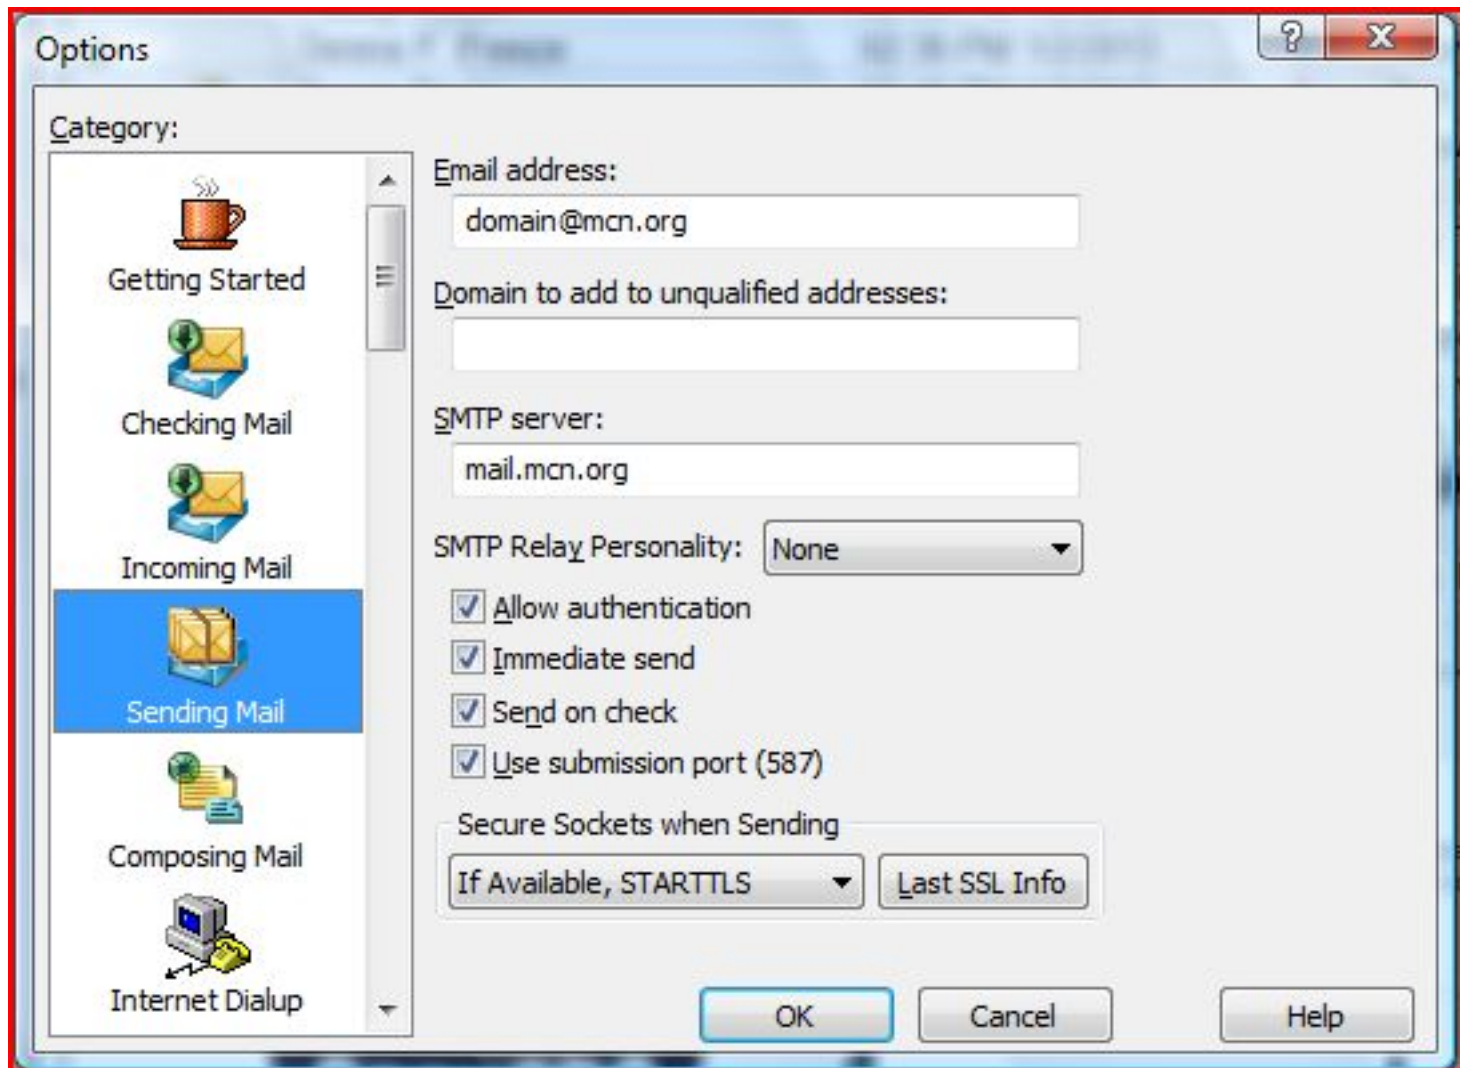 Options
Category:
Getting Started
Checking Mail
Incoming Mail
Sending Mail
Composing Mail
Internet Dialup
Email address:
domain@mcn.org
Domain to add to unqualified addresses:
SMTP server:
mail.mcn.org
SMTP Relay Personality: None
Allow authentication
Immediate send
Send on check
Use submission port (587)
Secure Sockets when Sending
If Available, STARTTLS Last SSL Info
OK Cancel Help